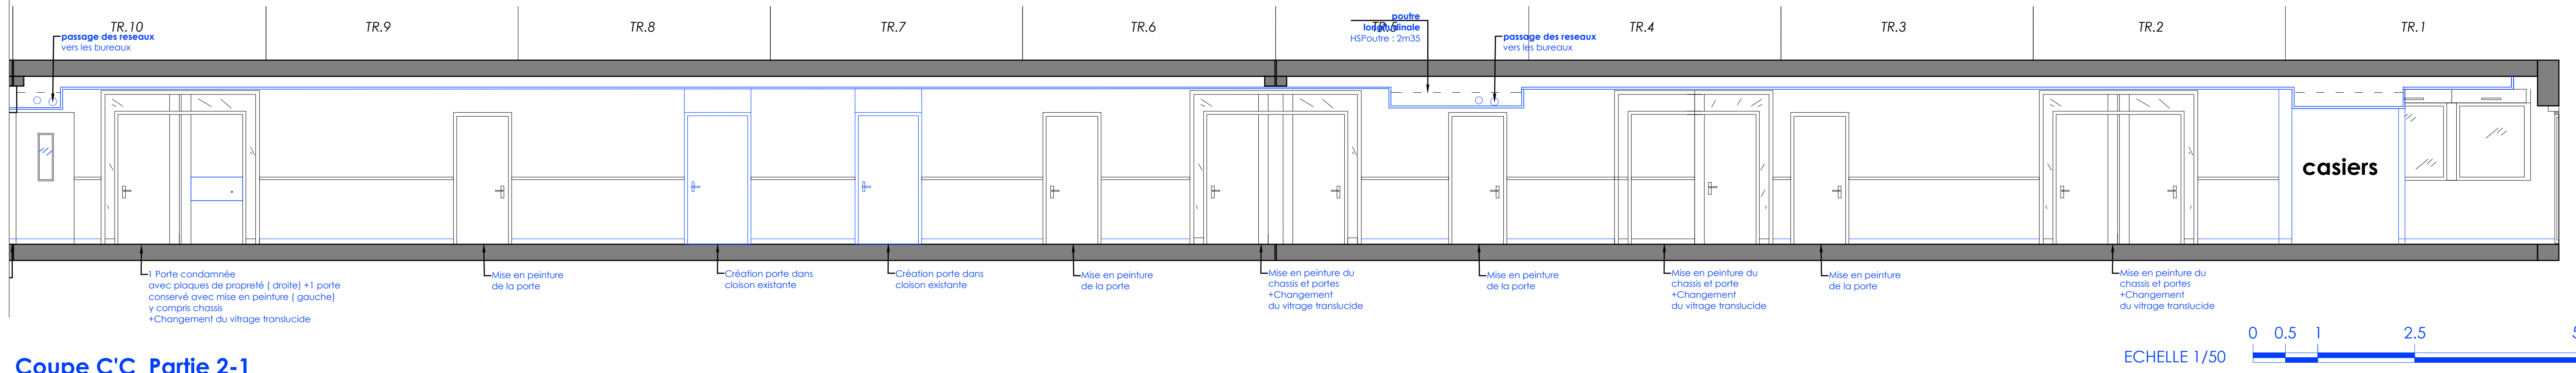 TR.10
TR.9
TR.8
TR.7
TR.6
TR.5
TR.4
TR.3
TR.2
TR.1
passage des reseaux
vers les bureaux
poutre
longitudinale
HSPoutre : 2m35
passage des reseaux
vers les bureaux
casiers
1 Porte condamnée
avec plaques de propreté ( droite) +1 porte
conservé avec mise en peinture ( gauche)
y compris chassis
+Changement du vitrage translucide
Mise en peinture
de la porte
Création porte dans
cloison existante
Création porte dans
cloison existante
Mise en peinture
de la porte
Mise en peinture du
chassis et portes
+Changement
du vitrage translucide
Mise en peinture
de la porte
Mise en peinture du
chassis et porte
+Changement
du vitrage translucide
Mise en peinture
de la porte
Mise en peinture du
chassis et portes
+Changement
du vitrage translucide
Coupe C'C Partie 2-1
ECHELLE 1/50
0 0.5 1 2.5 5